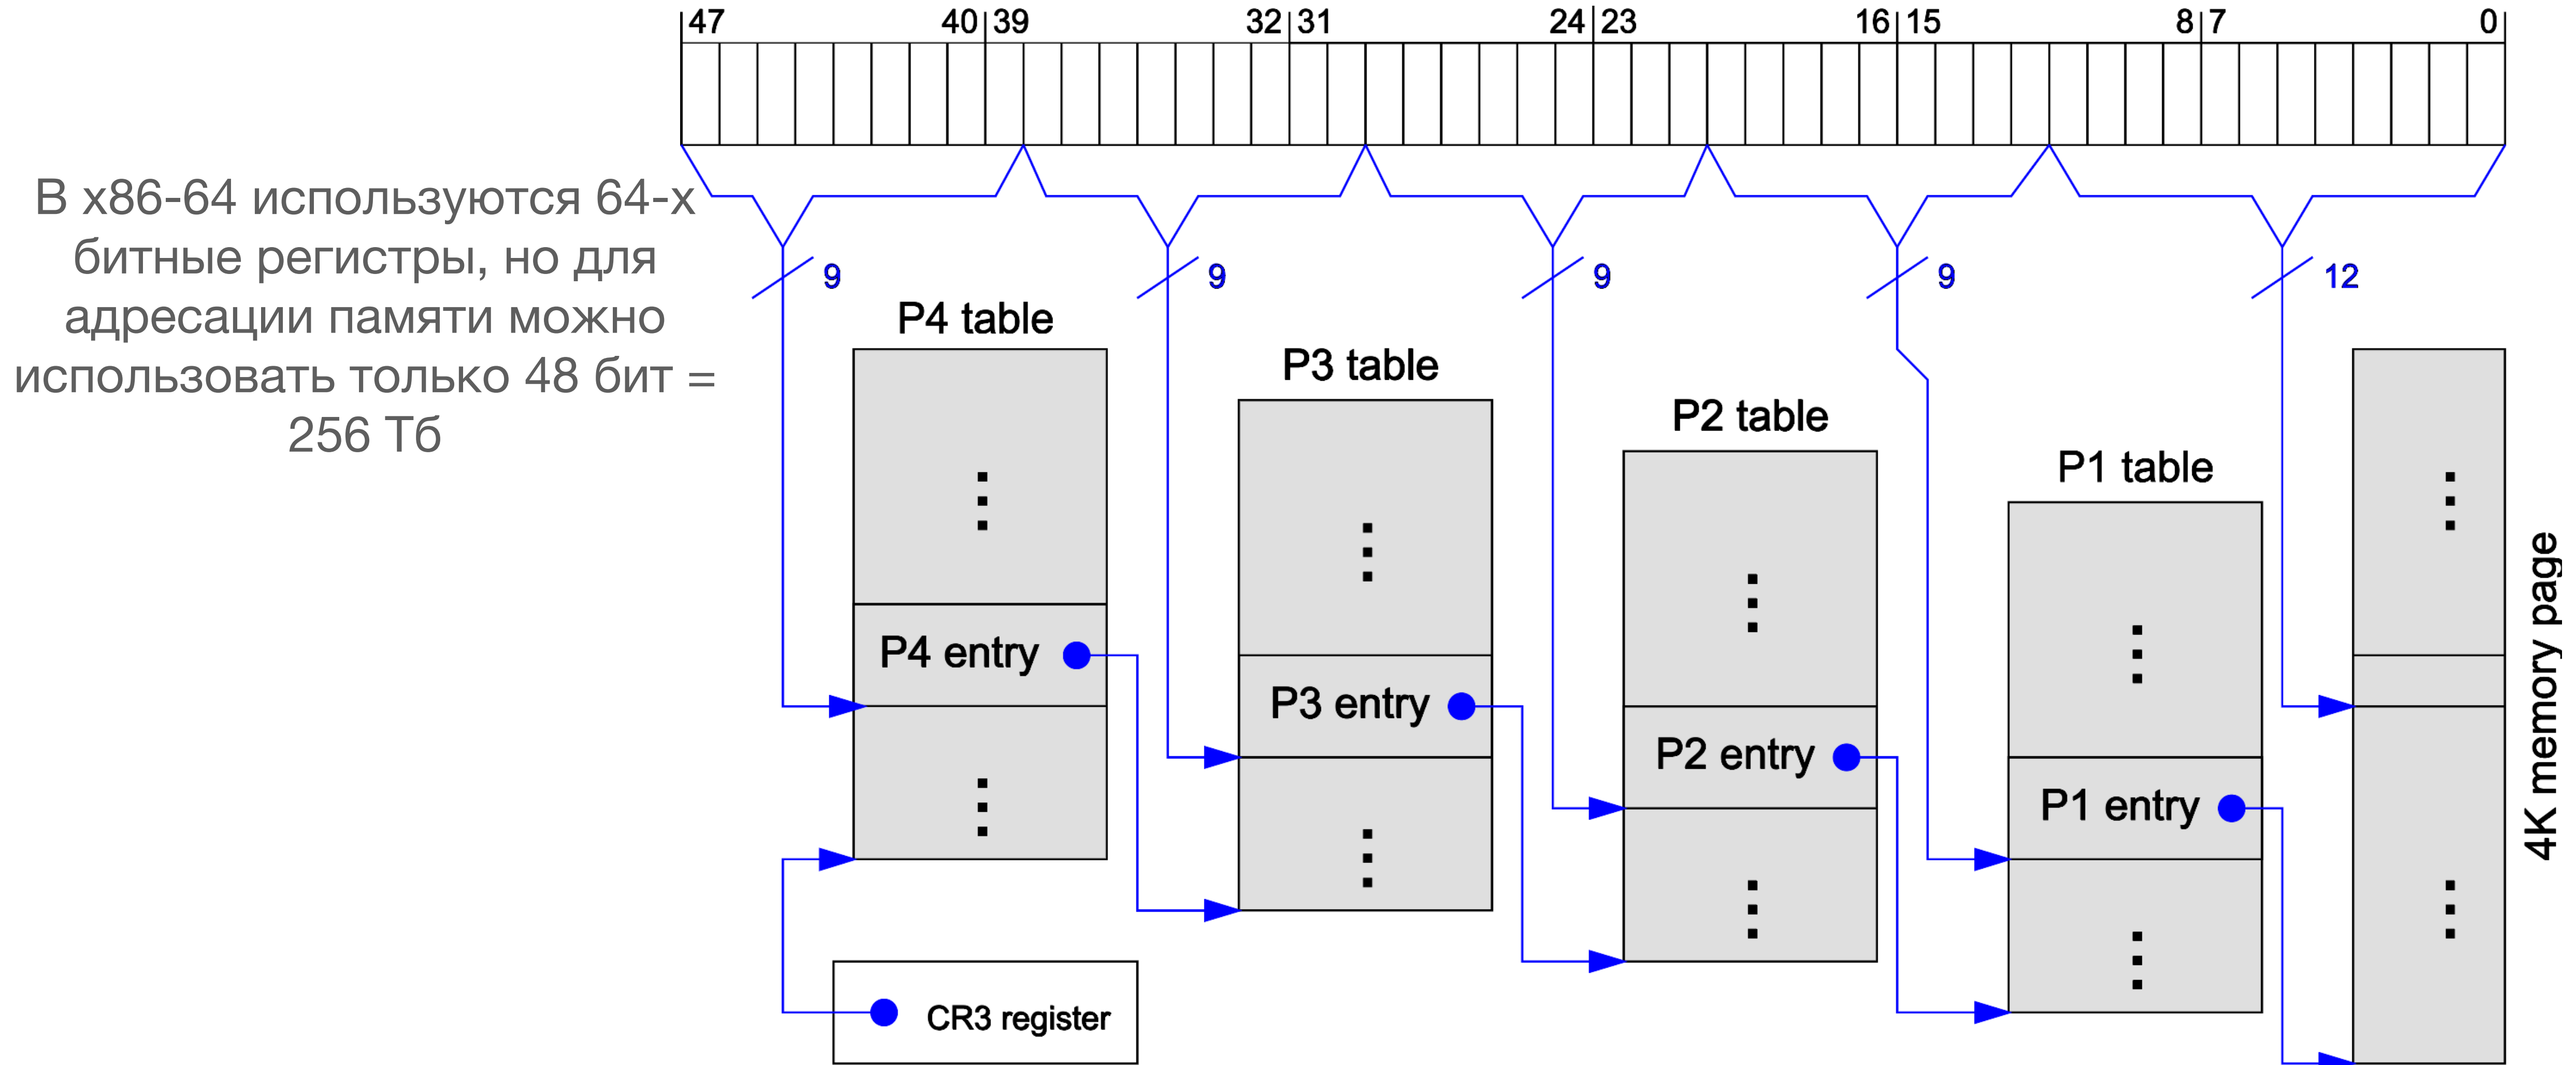 47 40 39 32 31 24 23 16 15 8 7 0
В x86-64 используются 64-х
битные регистры, но для
адресации памяти можно
использовать только 48 бит =
256 Тб
9 9 9 9 12
P4 table
P3 table
P2 table
P1 table
P4 entry
P3 entry
P2 entry
P1 entry
4K memory page
CR3 register